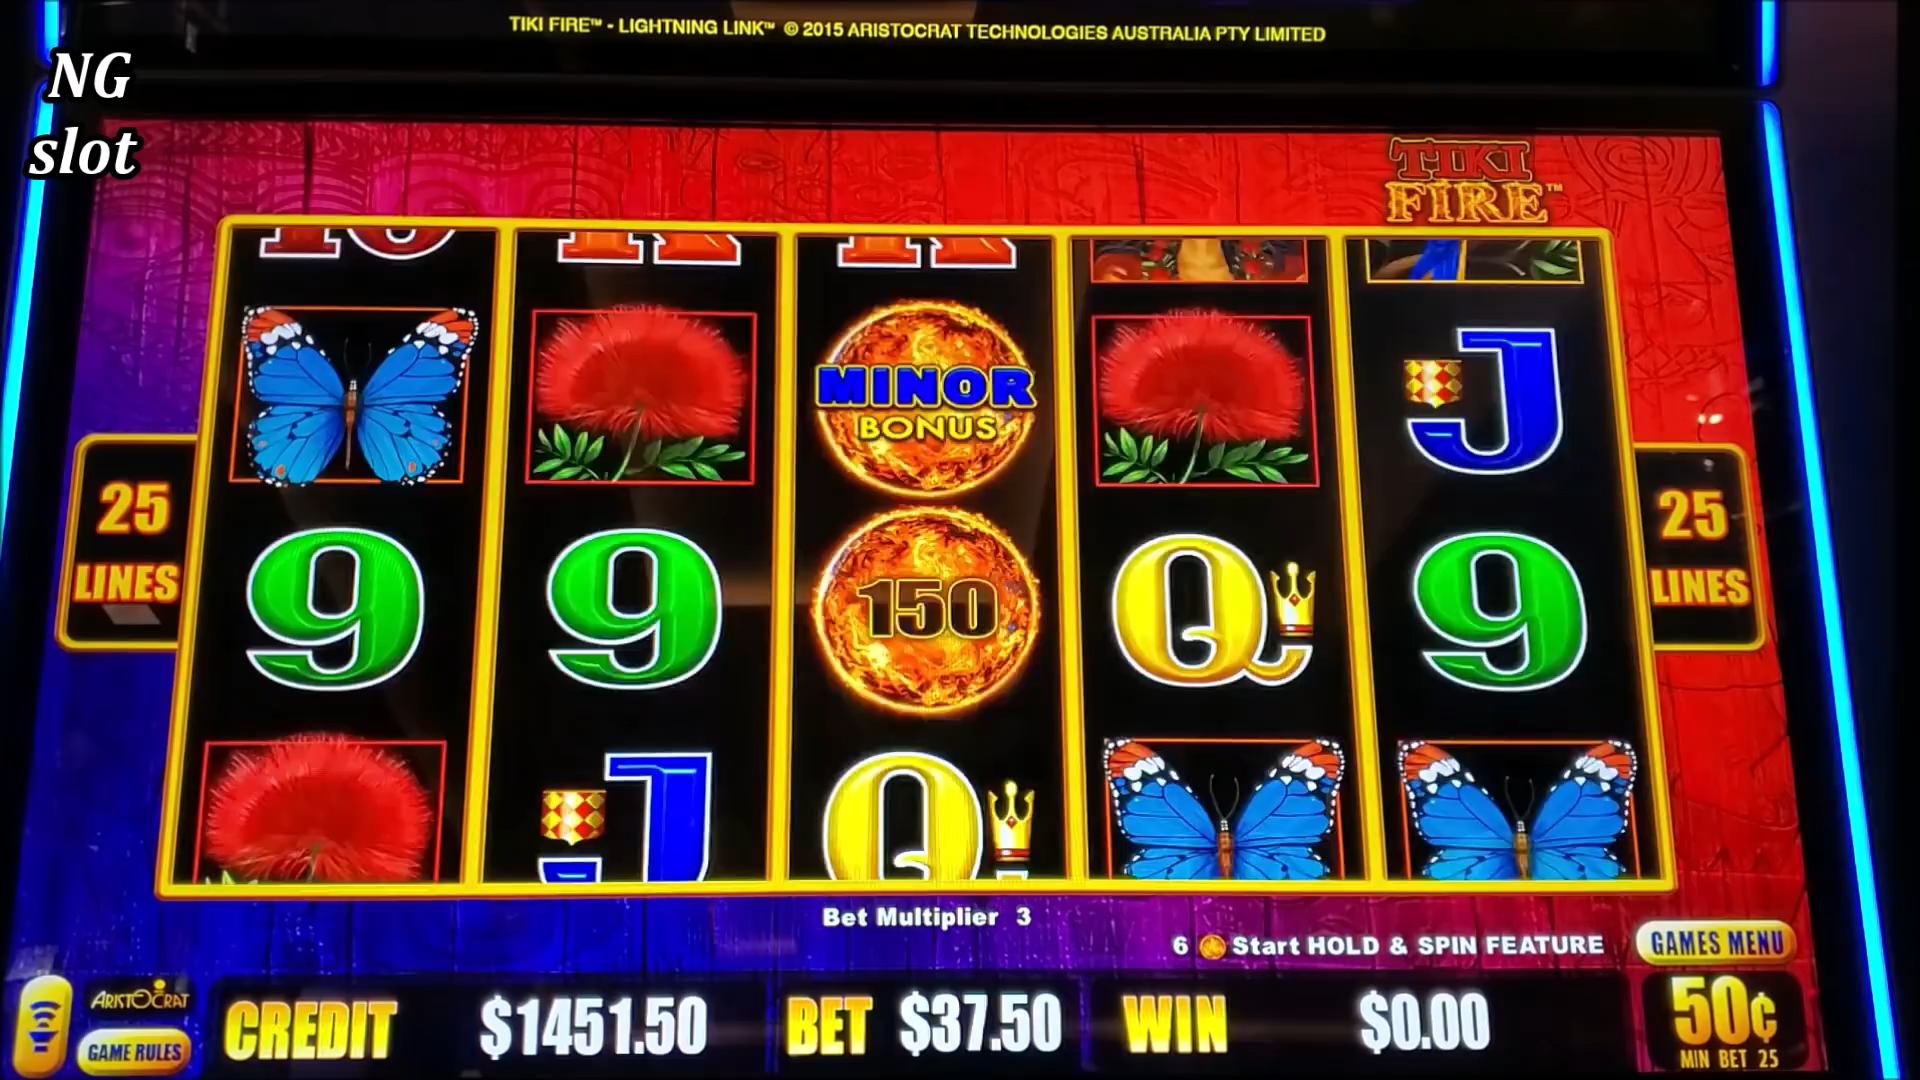 TIKI FIRE™ - LIGHTNING LINK™ © 2015 ARISTOCRAT TECHNOLOGIES AUSTRALIA PTY LIMITED
NG
slot
TIKI
FIRE™
J
MINOR
BONUS
25
LINES
9
9
150
Q
9
25
LINES
J
Q
Bet Multiplier 3
6 Start HOLD & SPIN FEATURE
GAMES MENU
ARISTOCRAT
GAME RULES
CREDIT $1451.50
BET $37.50
WIN $0.00
50¢
MIN BET 25